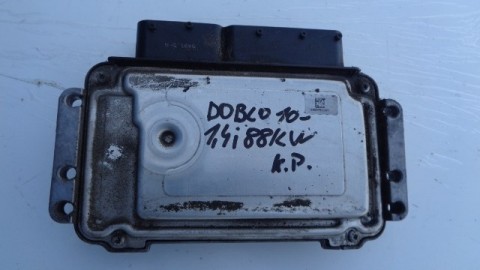 DOBLO 10-
1,4i 88KW
K.P.